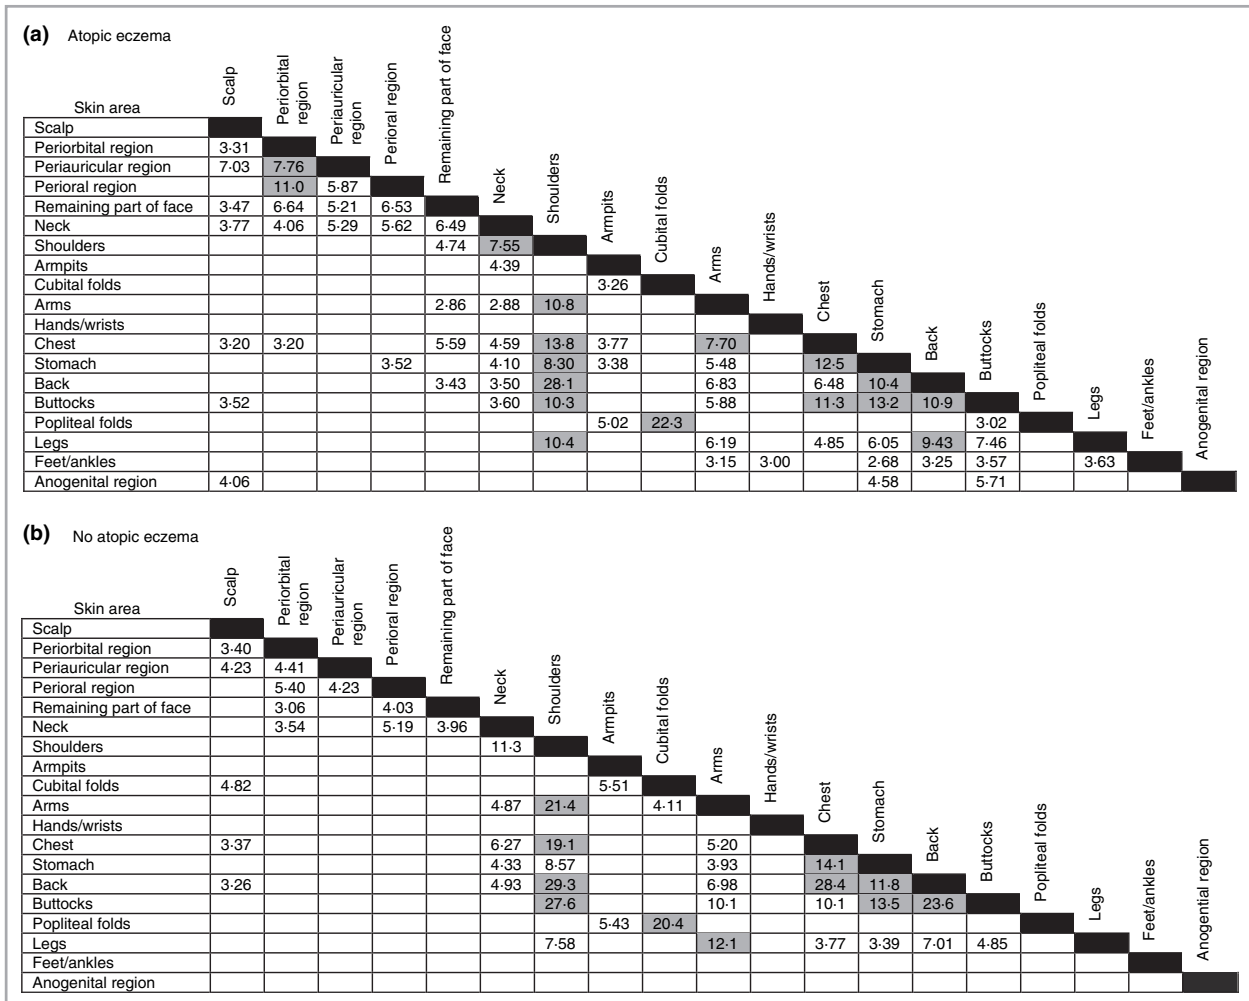 (a) Atopic eczema
Skin area Scalp Periorbital region Periauricular region Perioral region Remaining part of face Neck Shoulders Armpits Cubital folds Arms Hands/wrists Chest Stomach Back Buttocks Popliteal folds Legs Feet/ankles Anogenital region
Scalp
Periorbital region 3·31
Periauricular region 7·03 7·76
Perioral region 11·0 5·87
Remaining part of face 3·47 6·64 5·21 6·53
Neck 3·77 4·06 5·29 5·62 6·49
Shoulders 4·74 7·55
Armpits 4·39
Cubital folds 3·26
Arms 2·86 2·88 10·8
Hands/wrists
Chest 3·20 3·20 5·59 4·59 13·8 3·77 7·70
Stomach 3·52 4·10 8·30 3·38 5·48 12·5
Back 3·43 3·50 28·1 6·83 6·48 10·4
Buttocks 3·52 3·60 10·3 5·88 11·3 13·2 10·9
Popliteal folds 5·02 22·3 3·02
Legs 10·4 6·19 4·85 6·05 9·43 7·46
Feet/ankles 3·15 3·00 2·68 3·25 3·57 3·63
Anogenital region 4·06 4·58 5·71
(b) No atopic eczema
Skin area Scalp Periorbital region Periauricular region Perioral region Remaining part of face Neck Shoulders Armpits Cubital folds Arms Hands/wrists Chest Stomach Back Buttocks Popliteal folds Legs Feet/ankles Anogential region
Scalp
Periorbital region 3·40
Periauricular region 4·23 4·41
Perioral region 5·40 4·23
Remaining part of face 3·06 4·03
Neck 3·54 5·19 3·96
Shoulders 11·3
Armpits
Cubital folds 4·82 5·51
Arms 4·87 21·4 4·11
Hands/wrists
Chest 3·37 6·27 19·1 5·20
Stomach 4·33 8·57 3·93 14·1
Back 3·26 4·93 29·3 6·98 28·4 11·8
Buttocks 27·6 10·1 10·1 13·5 23·6
Popliteal folds 5·43 20·4
Legs 7·58 12·1 3·77 3·39 7·01 4·85
Feet/ankles
Anogenital region